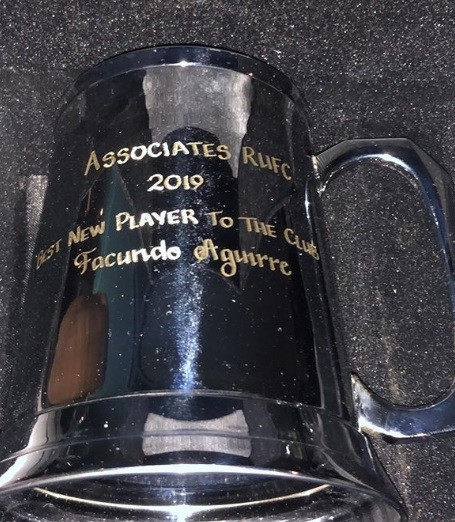 ASSOCIATES RUFC
2019
BEST NEW PLAYER TO THE CLUB
Facundo Aguirre